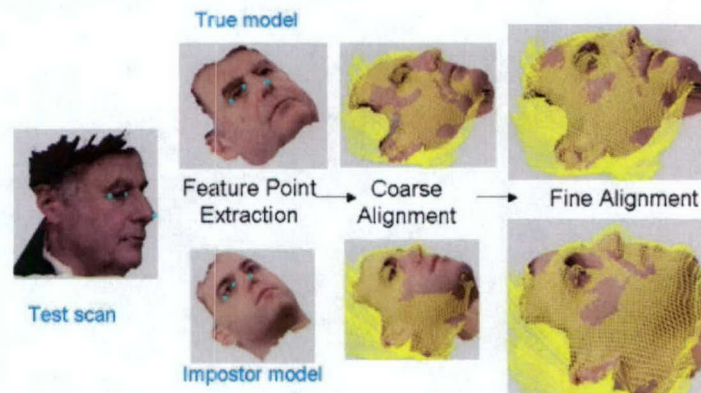 True model
Feature Point
Extraction
Coarse
Alignment
Fine Alignment
Test scan
Impostor model